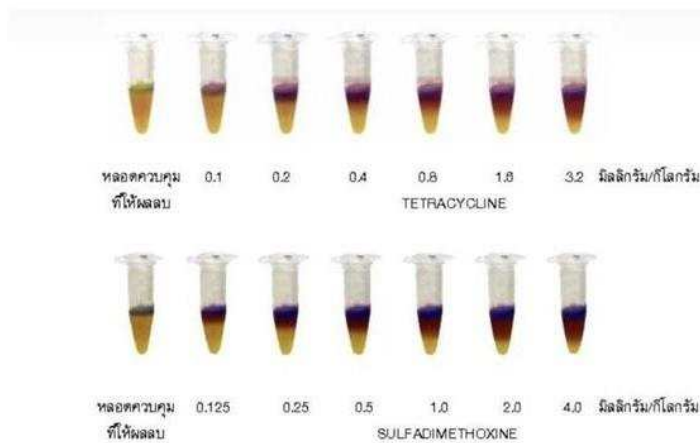 หลอดควบคุม 0.1 0.2 0.4 0.8 1.6 3.2 มิลลิกรัม/กิโลกรัม
ที่ให้ผลลบ TETRACYCLINE
หลอดควบคุม 0.125 0.25 0.5 1.0 2.0 4.0 มิลลิกรัม/กิโลกรัม
ที่ให้ผลลบ SULFADIMETHOXINE